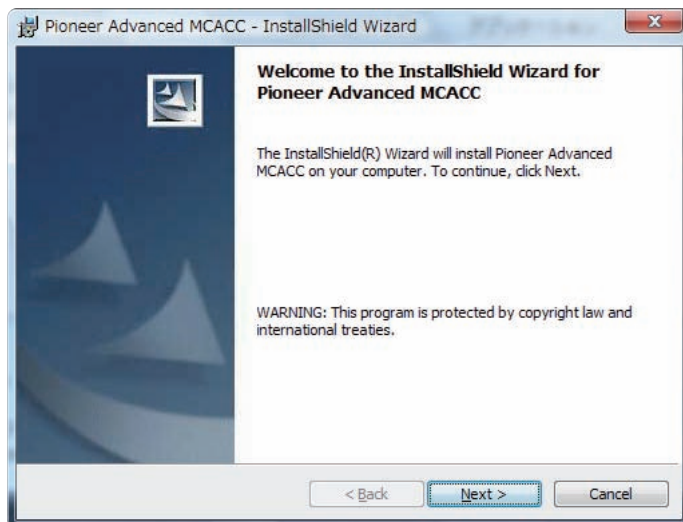 Pioneer Advanced MCACC - InstallShield Wizard
Welcome to the InstallShield Wizard for
Pioneer Advanced MCACC
The InstallShield(R) Wizard will install Pioneer Advanced
MCACC on your computer. To continue, click Next.
WARNING: This program is protected by copyright law and
international treaties.
< Back
Next >
Cancel